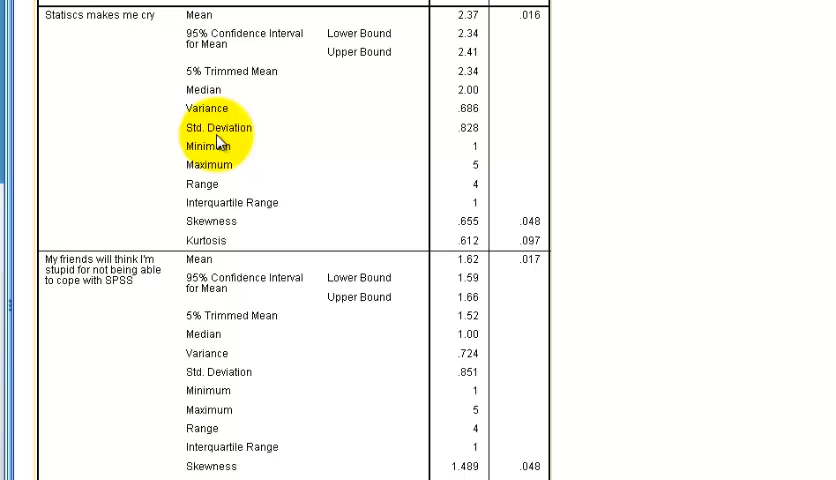 Statiscs makes me cry Mean 2.37 .016
95% Confidence Interval for Mean Lower Bound 2.34
Upper Bound 2.41
5% Trimmed Mean 2.34
Median 2.00
Variance .686
Std. Deviation .828
Minimum 1
Maximum 5
Range 4
Interquartile Range 1
Skewness .655 .048
Kurtosis .612 .097
My friends will think I'm stupid for not being able to cope with SPSS Mean 1.62 .017
95% Confidence Interval for Mean Lower Bound 1.59
Upper Bound 1.66
5% Trimmed Mean 1.52
Median 1.00
Variance .724
Std. Deviation .851
Minimum 1
Maximum 5
Range 4
Interquartile Range 1
Skewness 1.489 .048